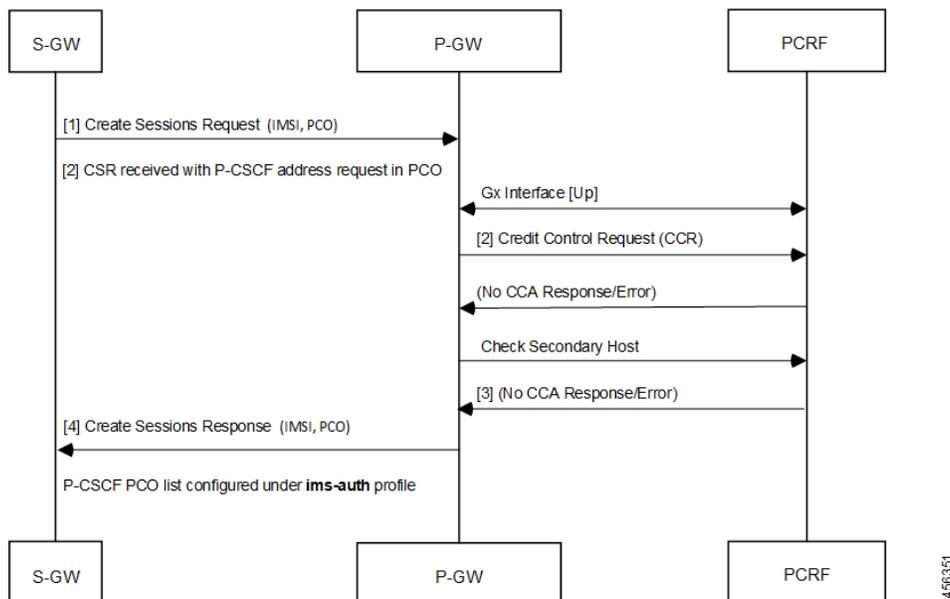 S-GW
P-GW
PCRF
[1] Create Sessions Request (IMSI, PCO)
[2] CSR received with P-CSCF address request in PCO
Gx Interface [Up]
[2] Credit Control Request (CCR)
(No CCA Response/Error)
Check Secondary Host
[3] (No CCA Response/Error)
[4] Create Sessions Response (IMSI, PCO)
P-CSCF PCO list configured under ims-auth profile
S-GW
P-GW
PCRF
456351